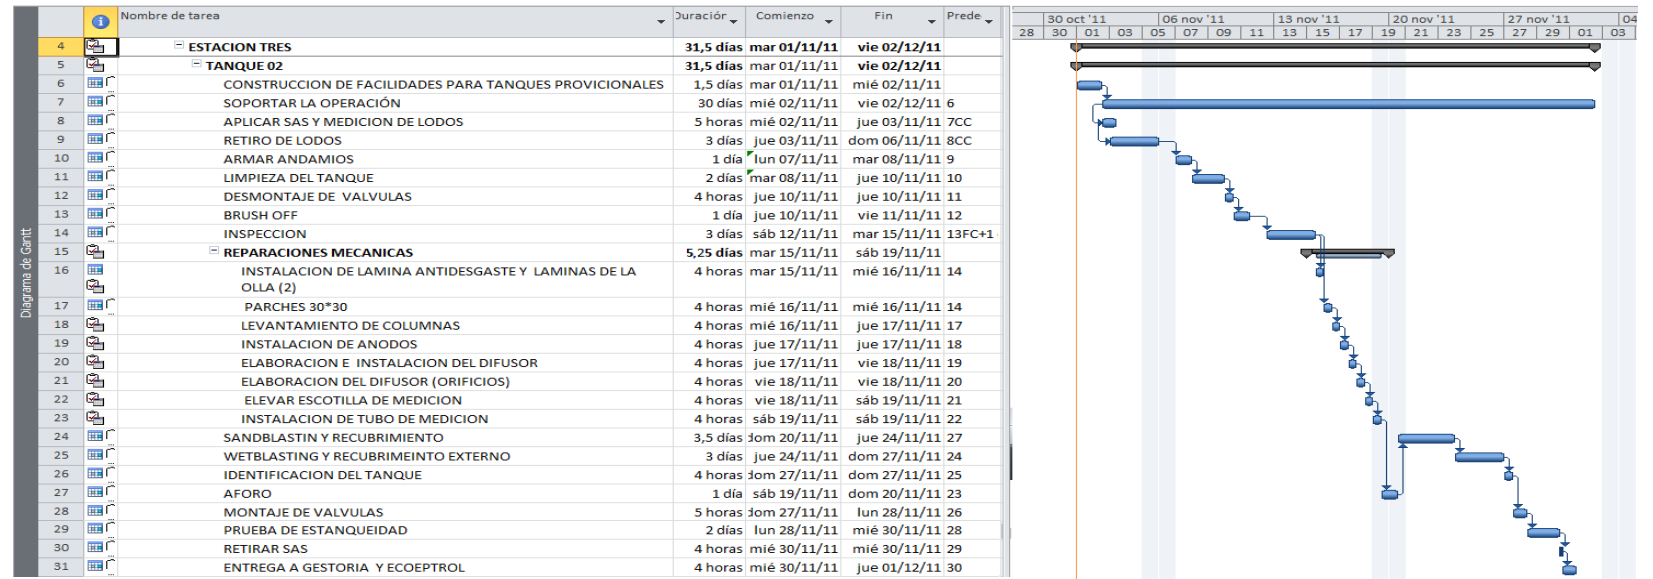 Nombre de tarea Duración Comienzo Fin Prede 30 oct '11 06 nov '11 13 nov '11 20 nov '11 27 nov '11 04
28 30 01 03 05 07 09 11 13 15 17 19 21 23 25 27 29 01 03
4 ESTACION TRES 31,5 días mar 01/11/11 vie 02/12/11
5 TANQUE 02 31,5 días mar 01/11/11 vie 02/12/11
6 CONSTRUCCION DE FACILIDADES PARA TANQUES PROVICIONALES 1,5 días mar 01/11/11 mié 02/11/11
7 SOPORTAR LA OPERACIÓN 30 días mié 02/11/11 vie 02/12/11 6
8 APLICAR SAS Y MEDICION DE LODOS 5 horas mié 02/11/11 jue 03/11/11 7CC
9 RETIRO DE LODOS 3 días jue 03/11/11 dom 06/11/11 8CC
10 ARMAR ANDAMIOS 1 día lun 07/11/11 mar 08/11/11 9
11 LIMPIEZA DEL TANQUE 2 días mar 08/11/11 jue 10/11/11 10
12 DESMONTAJE DE VALVULAS 4 horas jue 10/11/11 jue 10/11/11 11
13 BRUSH OFF 1 día jue 10/11/11 vie 11/11/11 12
14 INSPECCION 3 días sáb 12/11/11 mar 15/11/11 13FC+1
15 REPARACIONES MECANICAS 5,25 días mar 15/11/11 sáb 19/11/11
16 INSTALACION DE LAMINA ANTIDESGASTE Y LAMINAS DE LA 4 horas mar 15/11/11 mié 16/11/11 14
OLLA (2)
17 PARCHES 30*30 4 horas mié 16/11/11 mié 16/11/11 14
18 LEVANTAMIENTO DE COLUMNAS 4 horas mié 16/11/11 jue 17/11/11 17
19 INSTALACION DE ANODOS 4 horas jue 17/11/11 jue 17/11/11 18
20 ELABORACION E INSTALACION DEL DIFUSOR 4 horas jue 17/11/11 vie 18/11/11 19
21 ELABORACION DEL DIFUSOR (ORIFICIOS) 4 horas vie 18/11/11 vie 18/11/11 20
22 ELEVAR ESCOTILLA DE MEDICION 4 horas vie 18/11/11 sáb 19/11/11 21
23 INSTALACION DE TUBO DE MEDICION 4 horas sáb 19/11/11 sáb 19/11/11 22
24 SANDBLASTIN Y RECUBRIMIENTO 3,5 días dom 20/11/11 jue 24/11/11 27
25 WETBLASTING Y RECUBRIMEINTO EXTERNO 3 días jue 24/11/11 dom 27/11/11 24
26 IDENTIFICACION DEL TANQUE 4 horas dom 27/11/11 dom 27/11/11 25
27 AFORO 1 día sáb 19/11/11 dom 20/11/11 23
28 MONTAJE DE VALVULAS 5 horas dom 27/11/11 lun 28/11/11 26
29 PRUEBA DE ESTANQUEIDAD 2 días lun 28/11/11 mié 30/11/11 28
30 RETIRAR SAS 4 horas mié 30/11/11 mié 30/11/11 29
31 ENTREGA A GESTORIA Y ECOEPTROL 4 horas mié 30/11/11 jue 01/12/11 30
Diagrama de Gantt